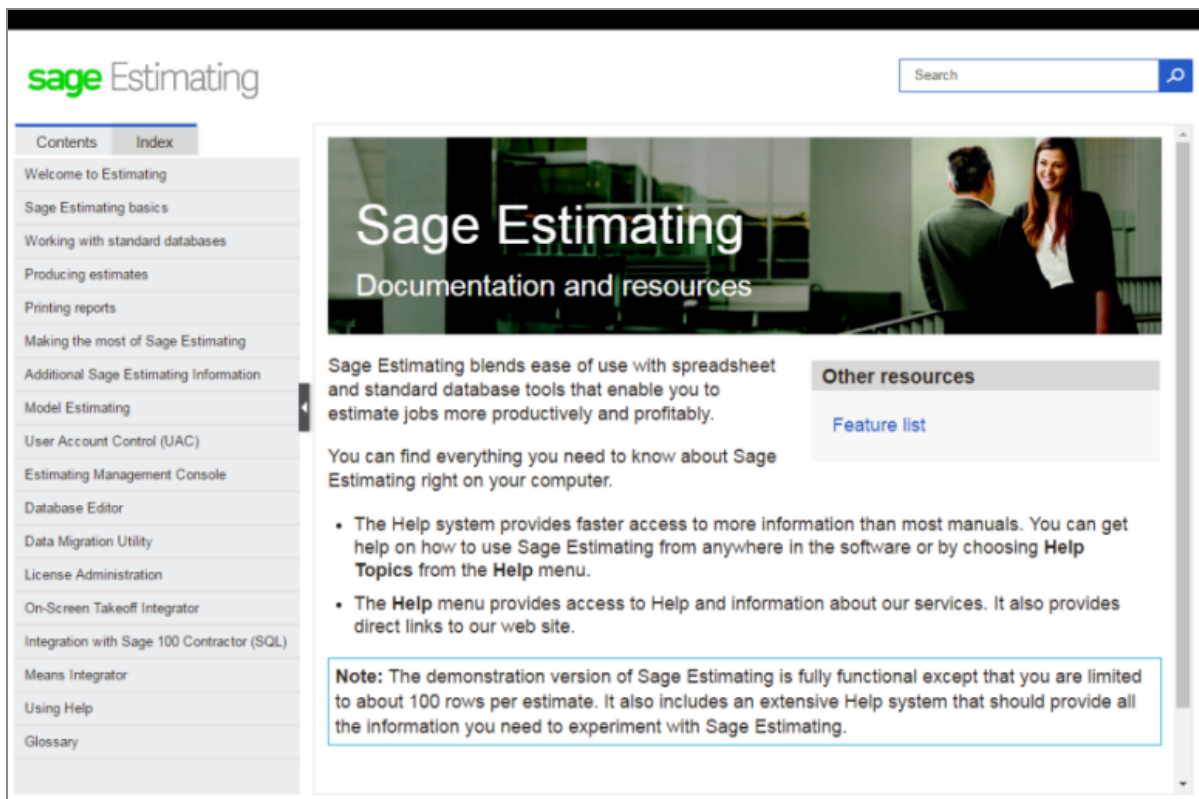 sage Estimating
Search
Contents Index
Welcome to Estimating
Sage Estimating basics
Working with standard databases
Producing estimates
Printing reports
Making the most of Sage Estimating
Additional Sage Estimating Information
Model Estimating
User Account Control (UAC)
Estimating Management Console
Database Editor
Data Migration Utility
License Administration
On-Screen Takeoff Integrator
Integration with Sage 100 Contractor (SQL)
Means Integrator
Using Help
Glossary
Sage Estimating
Documentation and resources
Sage Estimating blends ease of use with spreadsheet
and standard database tools that enable you to
estimate jobs more productively and profitably.
You can find everything you need to know about Sage
Estimating right on your computer.
Other resources
Feature list
• The Help system provides faster access to more information than most manuals. You can get
help on how to use Sage Estimating from anywhere in the software or by choosing Help
Topics from the Help menu.
• The Help menu provides access to Help and information about our services. It also provides
direct links to our web site.
Note: The demonstration version of Sage Estimating is fully functional except that you are limited
to about 100 rows per estimate. It also includes an extensive Help system that should provide all
the information you need to experiment with Sage Estimating.